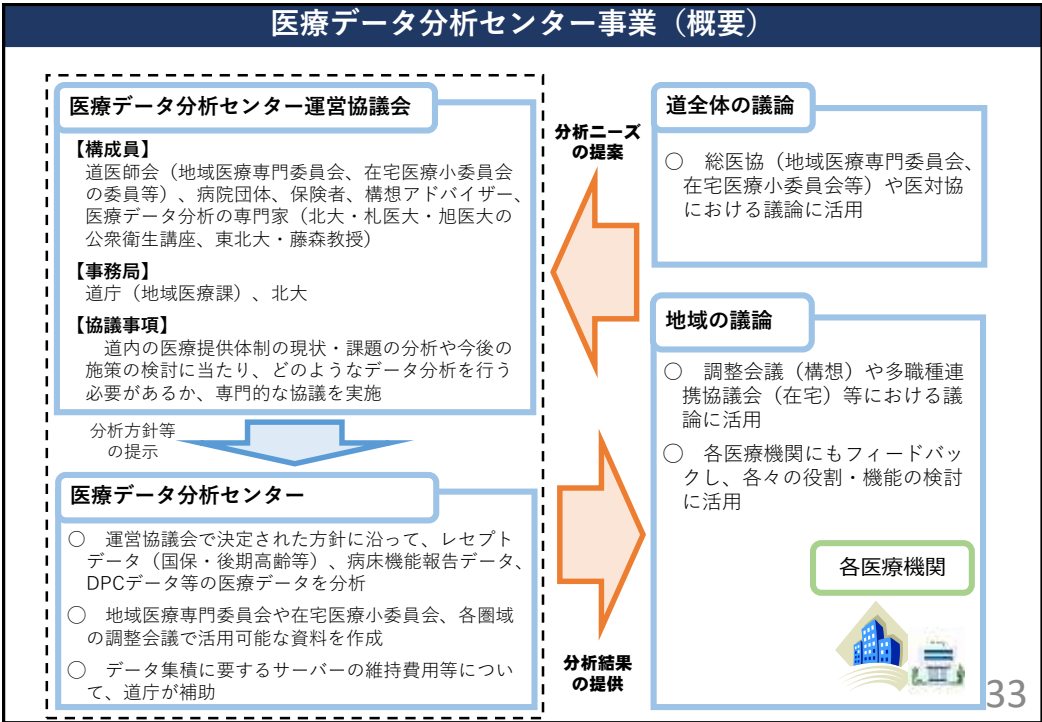 医療データ分析センター事業（概要）
医療データ分析センター運営協議会
【構成員】
道医師会（地域医療専門委員会、在宅医療小委員会
の委員等）、病院団体、保険者、構想アドバイザー、
医療データ分析の専門家（北大・札医大・旭医大の
公衆衛生講座、東北大・藤森教授）
【事務局】
道庁（地域医療課）、北大
【協議事項】
道内の医療提供体制の現状・課題の分析や今後の
施策の検討に当たり、どのようなデータ分析を行う
必要があるか、専門的な協議を実施
分析方針等
の提示
医療データ分析センター
○　運営協議会で決定された方針に沿って、レセプト
データ（国保・後期高齢等）、病床機能報告データ、
DPCデータ等の医療データを分析
○　地域医療専門委員会や在宅医療小委員会、各圏域
の調整会議で活用可能な資料を作成
○　データ集積に要するサーバーの維持費用等につい
て、道庁が補助
分析ニーズ
の提案
分析結果
の提供
道全体の議論
○　総医協（地域医療専門委員会、
在宅医療小委員会等）や医対協
における議論に活用
地域の議論
○　調整会議（構想）や多職種連
携協議会（在宅）等における議
論に活用
○　各医療機関にもフィードバッ
クし、各々の役割・機能の検討
に活用
各医療機関
33